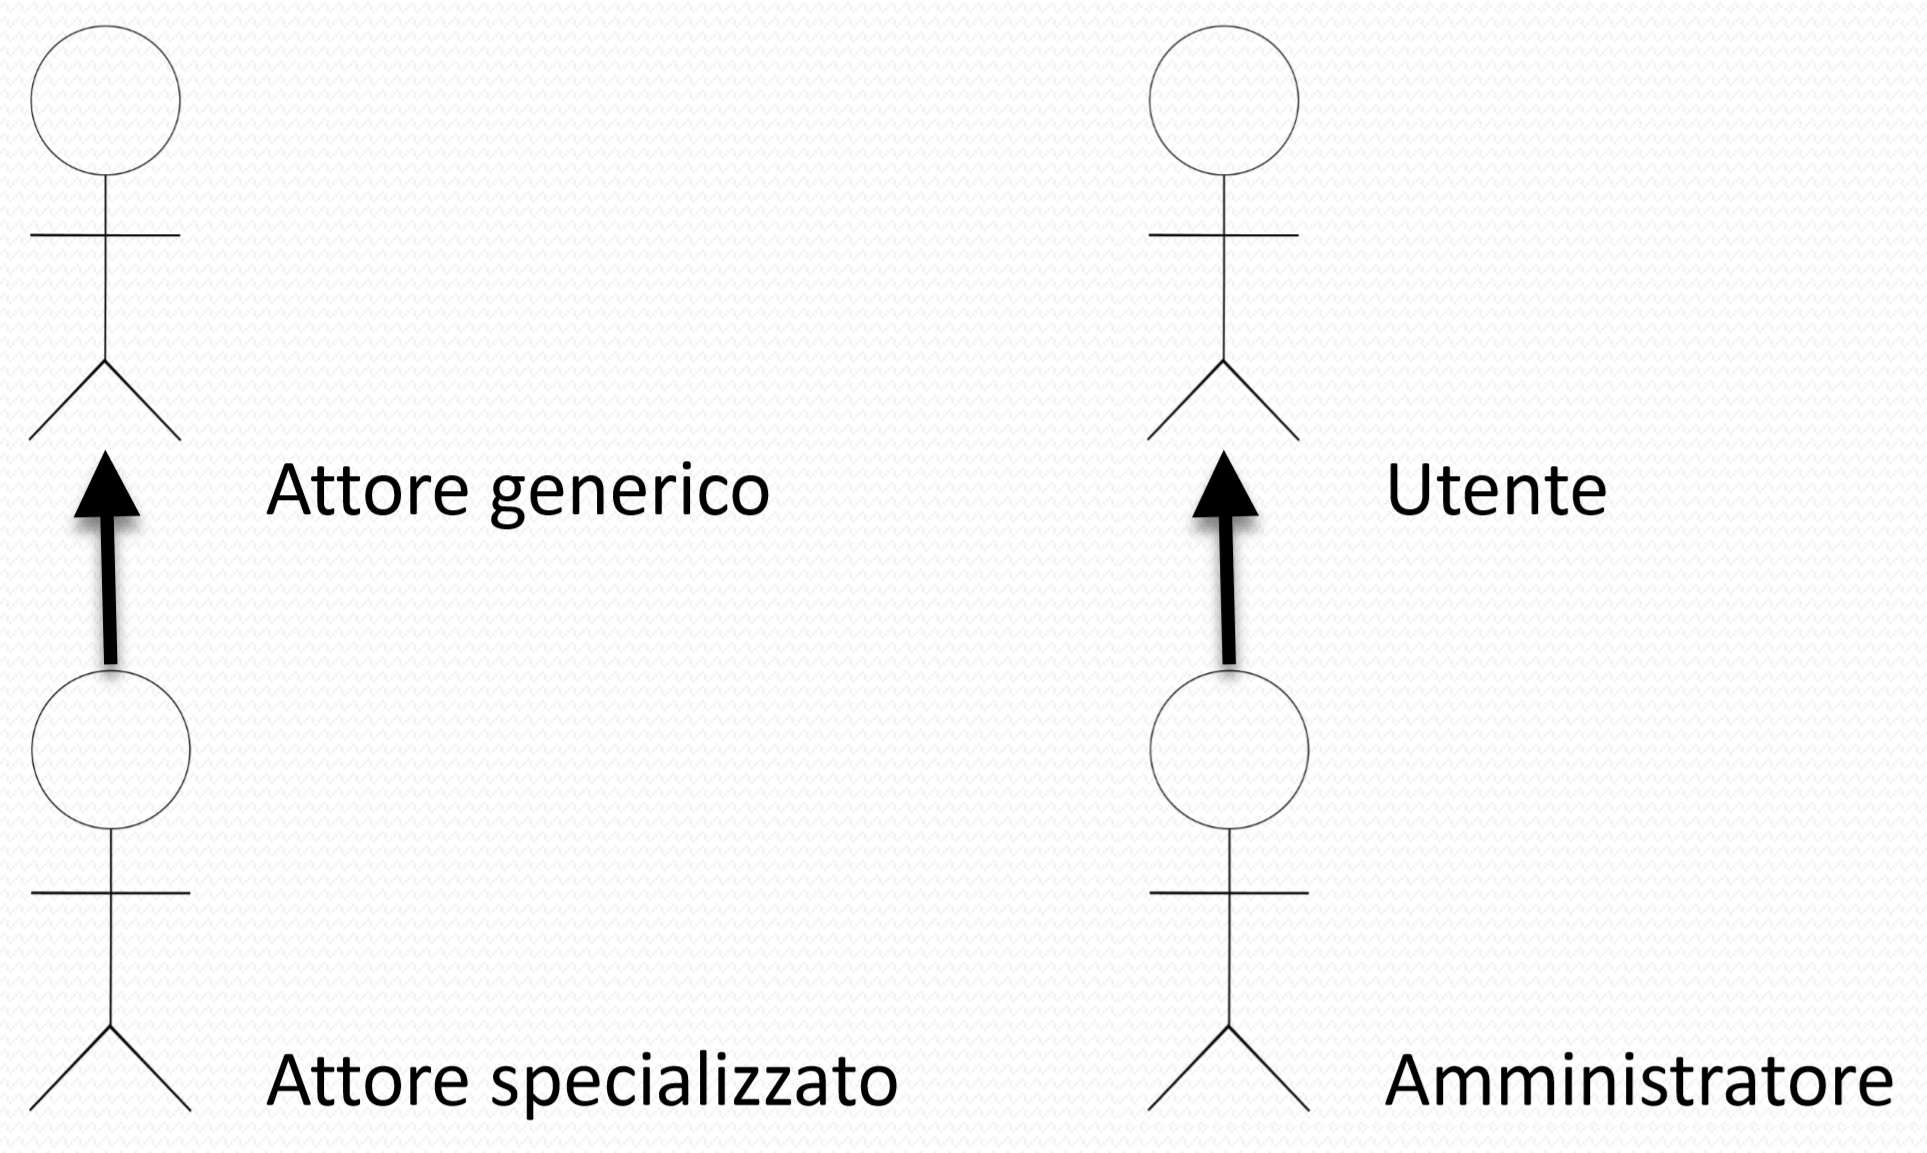 Attore generico
Utente
Attore specializzato
Amministratore